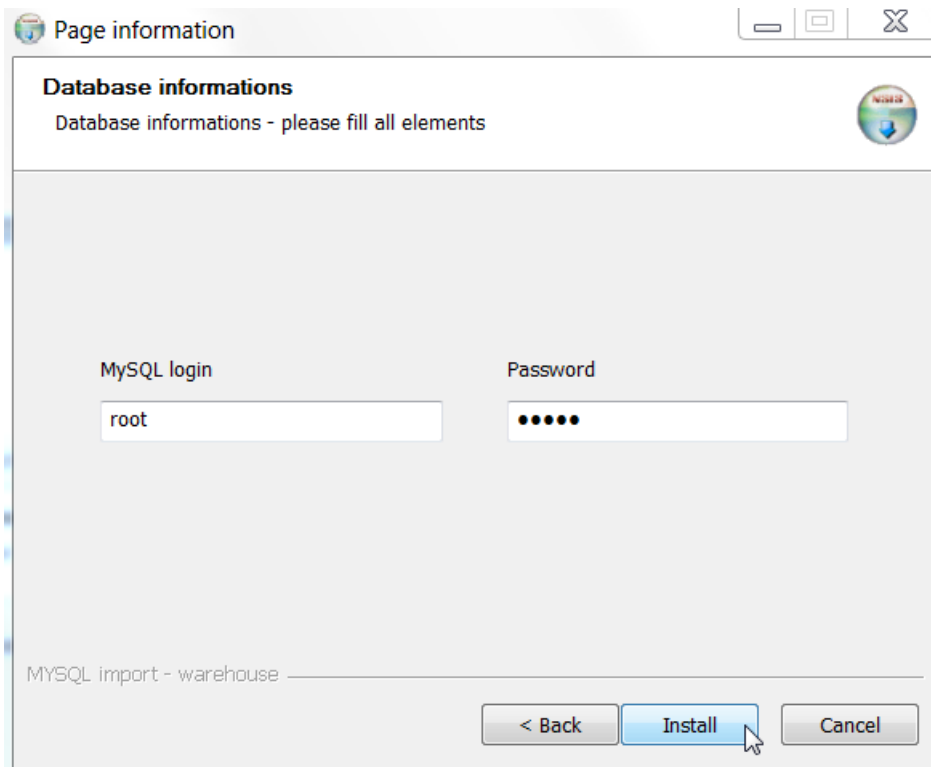 Page information
Database informations
Database informations - please fill all elements
NSIS
MySQL login
Password
root
●●●●●
MYSQL import - warehouse
< Back
Install
Cancel